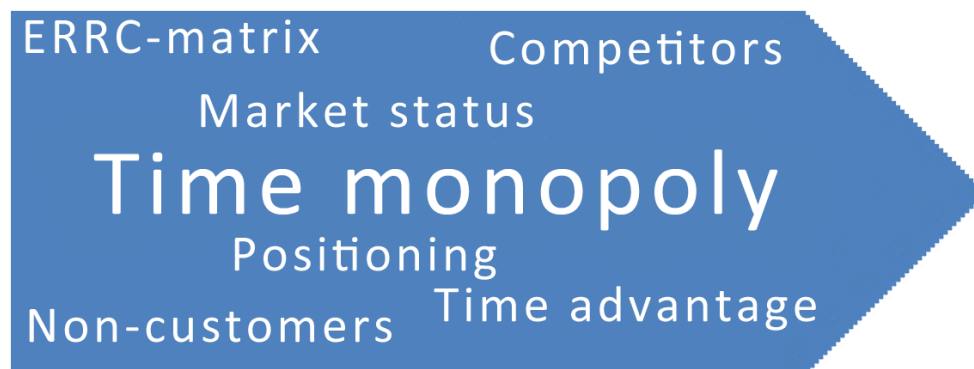 ERRC-matrix
Competitors
Market status
Time monopoly
Positioning
Time advantage
Non-customers